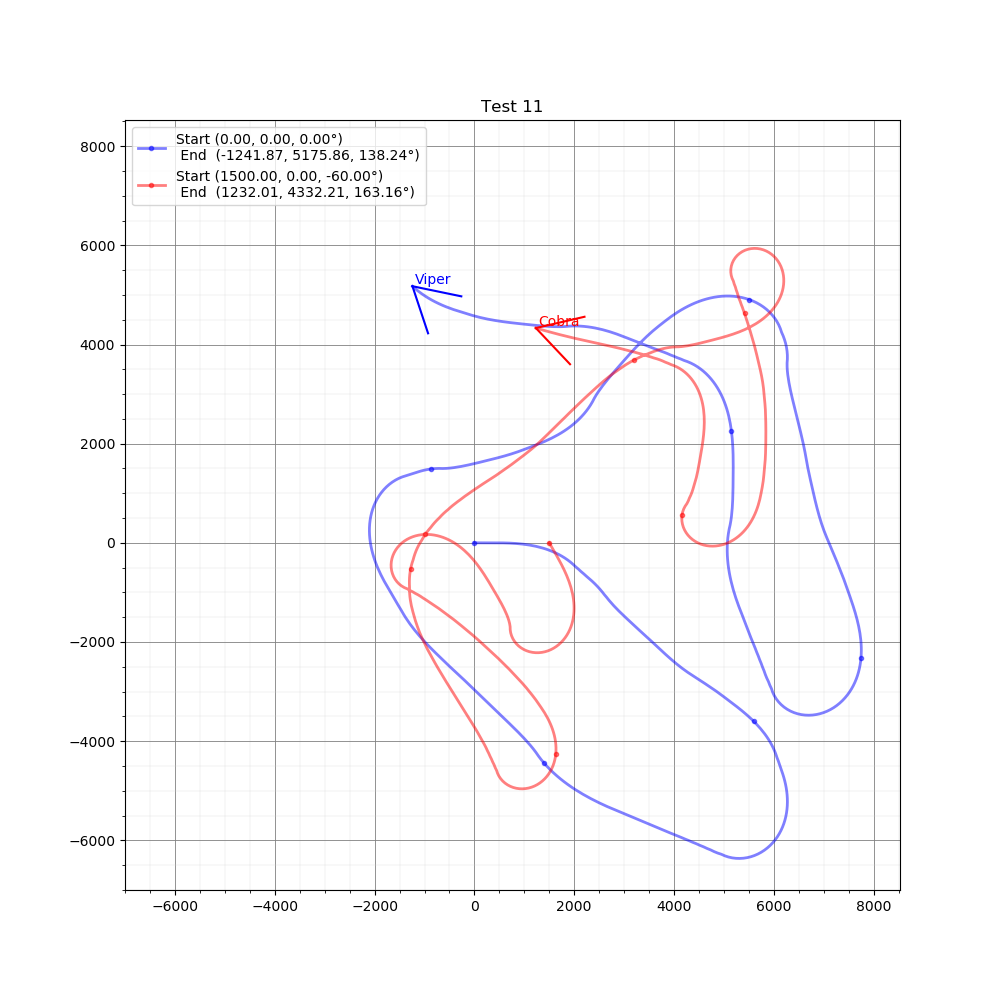 Test 11
Start (0.00, 0.00, 0.00°)
End  (-1241.87, 5175.86, 138.24°)
Start (1500.00, 0.00, -60.00°)
End  (1232.01, 4332.21, 163.16°)
8000
6000
4000
2000
0
−2000
−4000
−6000
Viper
Cobra
−6000 −4000 −2000 0 2000 4000 6000 8000